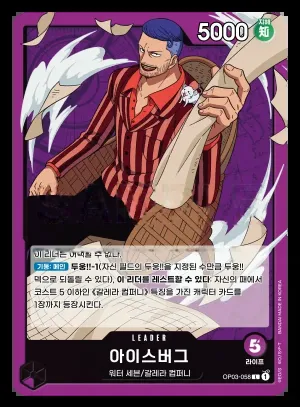 5000
지혜
知
이 리더는 어택할 수 없다.
기동: 메인 두웅!!-1(자신 필드의 두웅!!을 지정된 수만큼 두웅!!
덱으로 되돌릴 수 있다), 이 리더를 레스트할 수 있다: 자신의 패에서
코스트 5 이하인 《갈레라 컴퍼니》 특징을 가진 캐릭터 카드를
1장까지 등장시킨다.
LEADER
아이스버그
워터 세븐/갈레라 컴퍼니
5
라이프
OP03-058 L
1